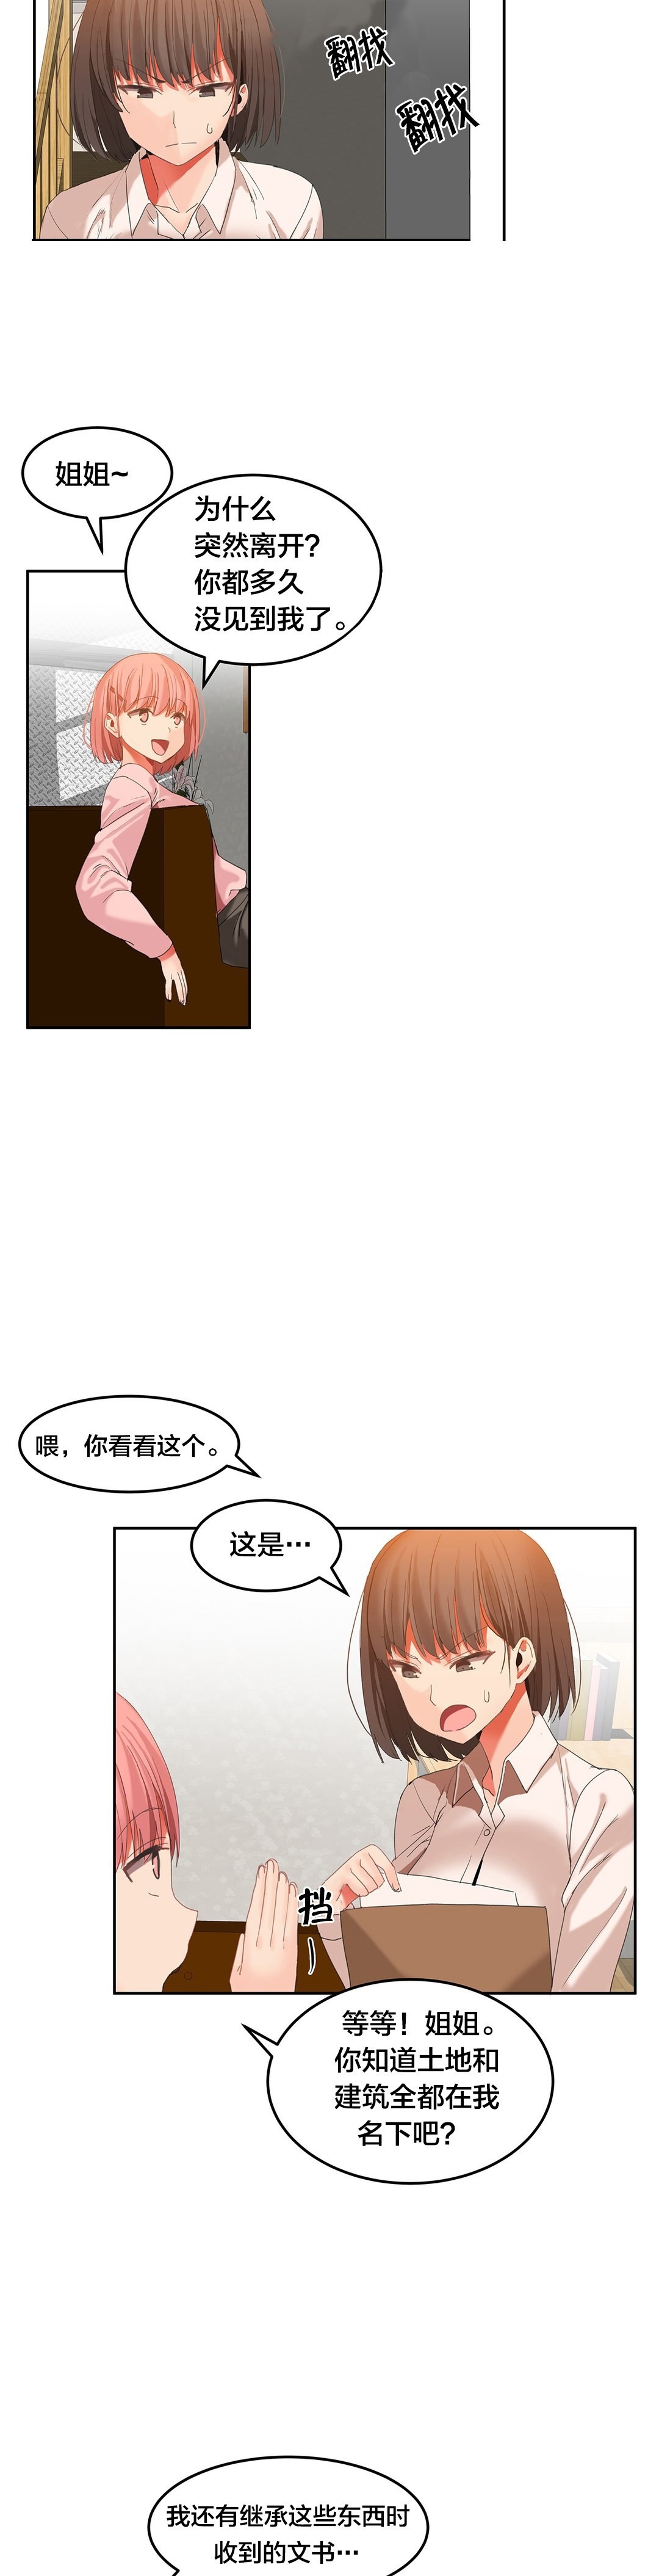 翻找
翻找
姐姐~
为什么
突然离开?
你都多久
没见到我了。
喂，你看看这个。
这是…
挡
等等！姐姐。
你知道土地和
建筑全都在我
名下吧?
我还有继承这些东西时
收到的文书…